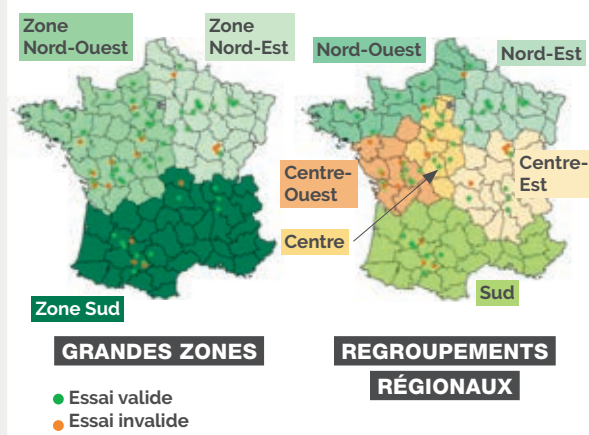 Zone
Nord-Ouest
Zone
Nord-Est
Zone Sud
GRANDES ZONES
Essai valide
Essai invalide
Nord-Ouest
Nord-Est
Centre-
Ouest
Centre-
Est
Centre
Sud
REGROUPEMENTS
RÉGIONAUX